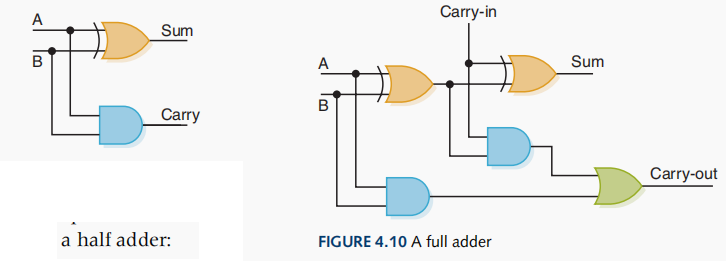 A
Sum
B
Carry
a half adder:
Carry-in
A
Sum
B
Carry-out
FIGURE 4.10 A full adder